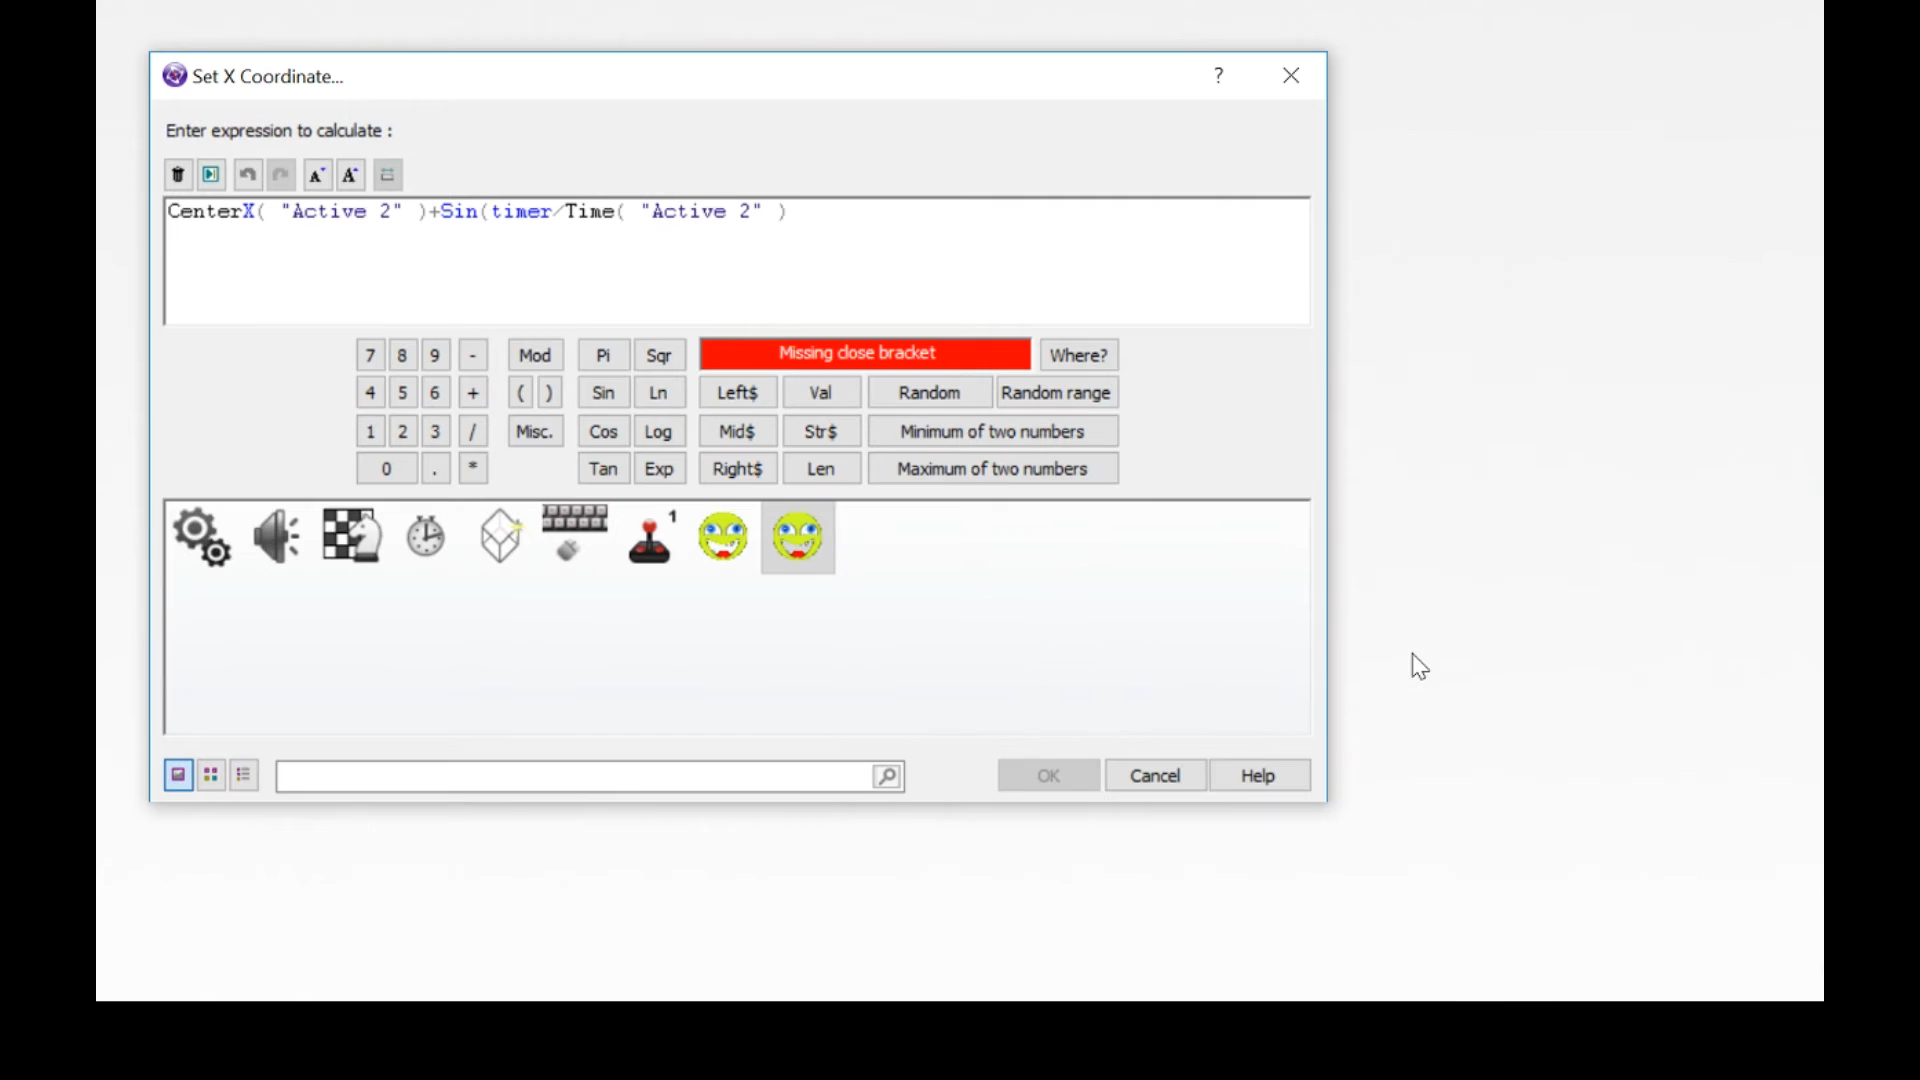 Set X Coordinate...
?
Enter expression to calculate :
A A
CenterX( "Active 2" )+Sin(timer/Time( "Active 2" )
7 8 9 - Mod Pi Sqr Missing close bracket Where?
4 5 6 + ( ) Sin Ln Left$ Val Random Random range
1 2 3 / Misc. Cos Log Mid$ Str$ Minimum of two numbers
0 . * Tan Exp Right$ Len Maximum of two numbers
1
OK Cancel Help